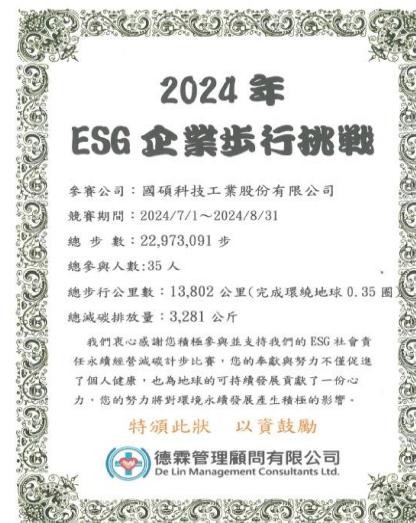 2024 年
ESG 企業步行挑戰
參賽公司：國碩科技工業股份有限公司
競賽期間：2024/7/1～2024/8/31
總 步 數：22,973,091 步
總參與人數:35 人
總步行公里數：13,802 公里(完成環繞地球 0.35 圈)
總減碳排放量：3,281 公斤
我們衷心感謝您積極參與並支持我們的 ESG 社會責
任永續經營減碳計步比賽，您的奉獻與努力不僅促進
了個人健康，也為地球的可持續發展貢獻了一份心
力，您的努力將對環境永續發展產生積極的影響。
特頒此狀 以資鼓勵
德霖管理顧問有限公司
De Lin Management Consultants Ltd.